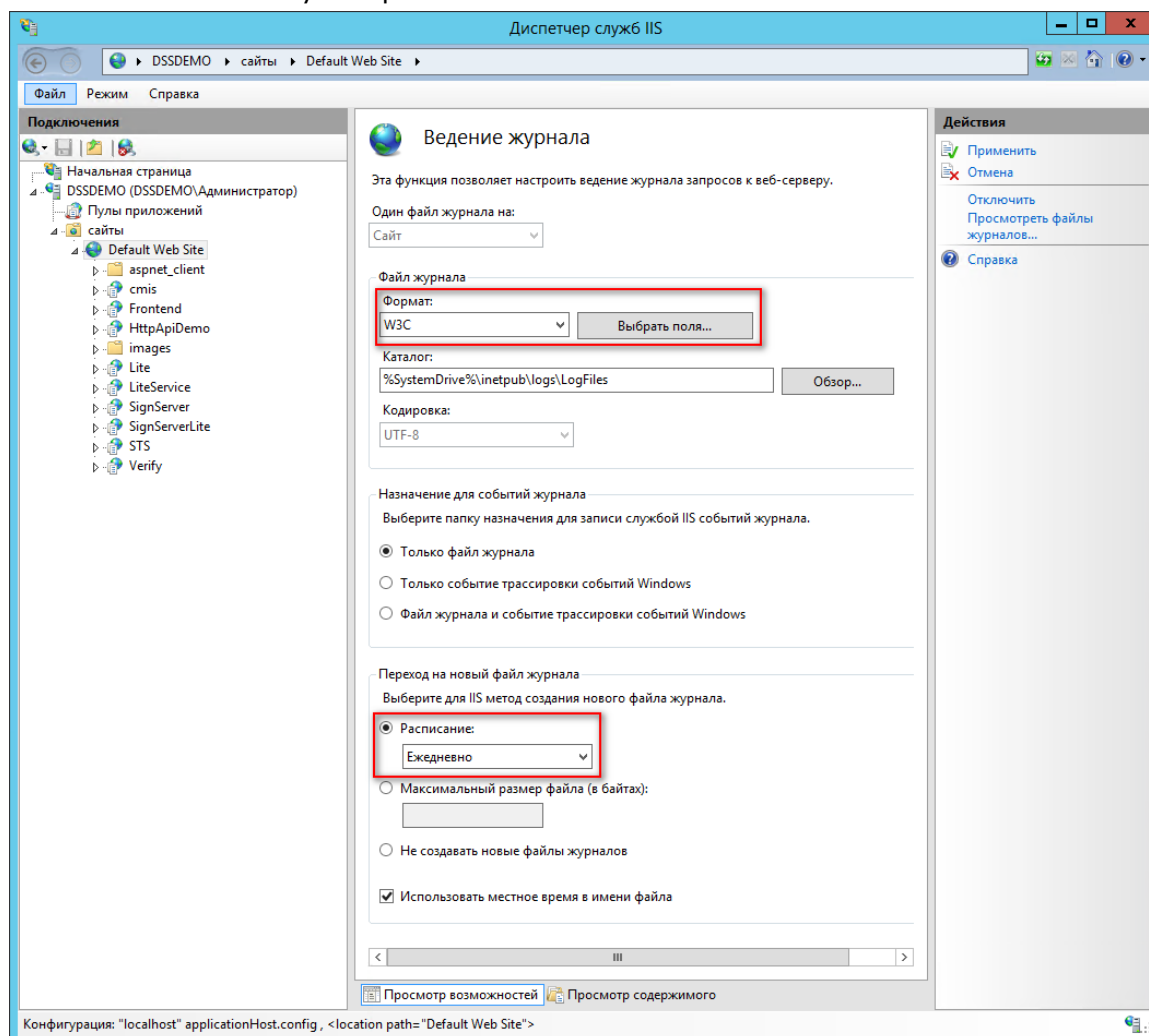 Диспетчер служб IIS
DSSDEMO сайты Default Web Site
Файл Режим Справка
Подключения
Начальная страница
DSSDEMO (DSSDEMO\Администратор)
Пулы приложений
сайты
Default Web Site
aspnet_client
cmis
Frontend
HttpApiDemo
images
Lite
LiteService
SignServer
SignServerLite
STS
Verify
Ведение журнала
Эта функция позволяет настроить ведение журнала запросов к веб-серверу.
Один файл журнала на:
Сайт
Файл журнала
Формат:
W3C Выбрать поля...
Каталог:
%SystemDrive%\inetpub\logs\LogFiles Обзор...
Кодировка:
UTF-8
Назначение для событий журнала
Выберите папку назначения для записи службой IIS событий журнала.
Только файл журнала
Только событие трассировки событий Windows
Файл журнала и событие трассировки событий Windows
Переход на новый файл журнала
Выберите для IIS метод создания нового файла журнала.
Расписание:
Ежедневно
Максимальный размер файла (в байтах):
Не создавать новые файлы журналов
Использовать местное время в имени файла
Просмотр возможностей Просмотр содержимого
Действия
Применить
Отмена
Отключить
Просмотреть файлы
журналов...
Справка
Конфигурация: "localhost" applicationHost.config , <location path="Default Web Site">